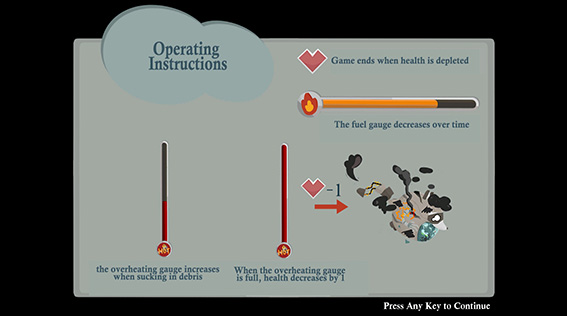 Operating
Instructions
Game ends when health is depleted
The fuel gauge decreases over time
-1
HOT
HOT
the overheating gauge increases
when sucking in debris
When the overheating gauge
is full, health decreases by 1
Press Any Key to Continue